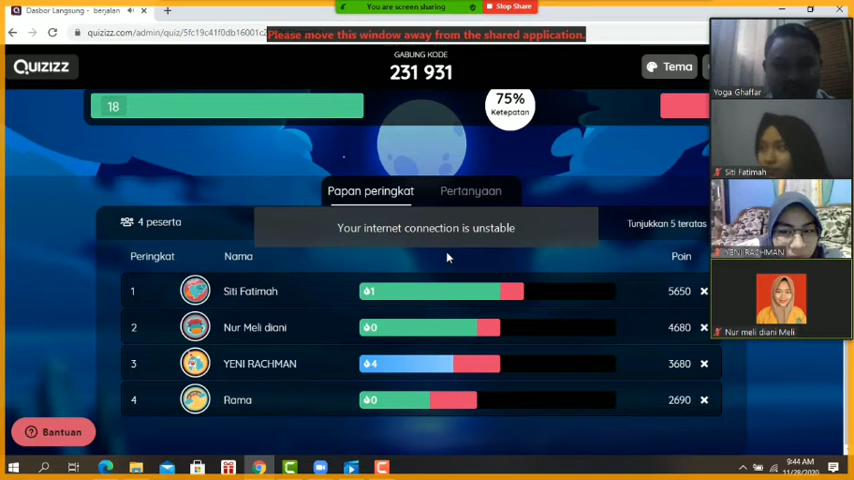 Dasbor Langsung - berjalan
You are screen sharing
Stop Share
quizizz.com/admin/quiz/5fc19c41f0db16001c2
Please move this window away from the shared application.
Quizizz
GABUNG KODE
231 931
Tema
18
75%
Ketepatan
Yoga Ghaffar
Papan peringkat
Pertanyaan
Siti Fatimah
4 peserta
Your internet connection is unstable
Tunjukkan 5 teratas
YENI RACHMAN
Peringkat
Nama
Poin
1
Siti Fatimah
1
5650
2
Nur Meli diani
0
4680
Nur meli diani Meli
3
YENI RACHMAN
4
3680
4
Rama
0
2690
Bantuan
9:44 AM
11/28/2020